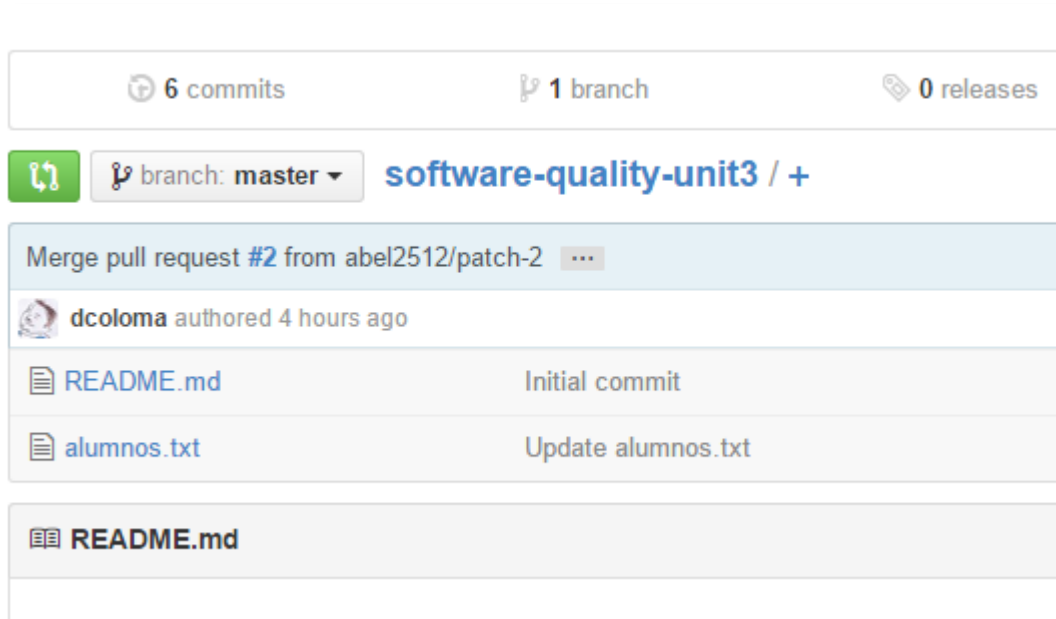 6 commits 1 branch 0 releases
branch: master software-quality-unit3 / +
Merge pull request #2 from abel2512/patch-2 ...
dcoloma authored 4 hours ago
README.md Initial commit
alumnos.txt Update alumnos.txt
README.md